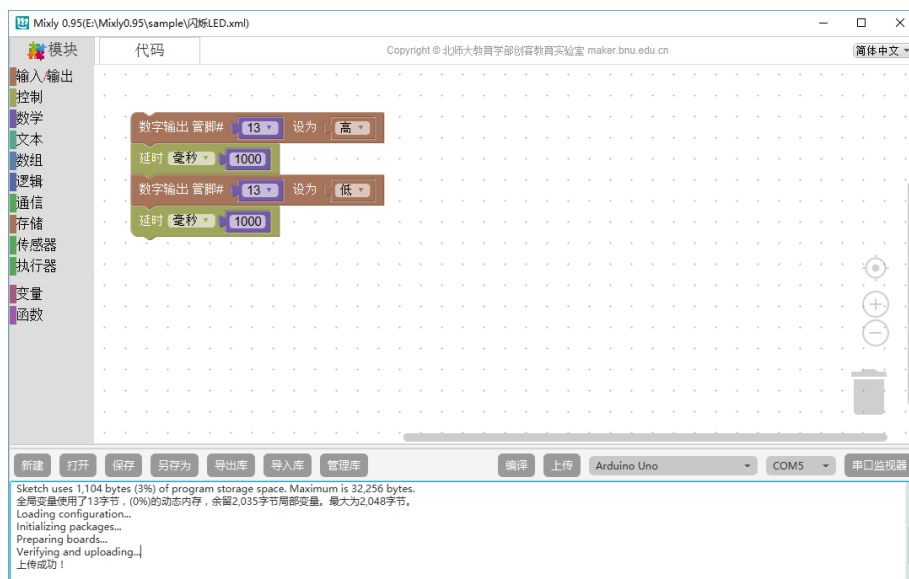 Mixly 0.95(E:\Mixly0.95\sample\闪烁LED.xml)
模块
代码
Copyright © 北师大教育学部创客教育实验室 maker.bnu.edu.cn
简体中文
输入/输出
控制
数学
文本
数组
逻辑
通信
存储
传感器
执行器
变量
函数
数字输出 管脚# 13 设为 高
延时 毫秒 1000
数字输出 管脚# 13 设为 低
延时 毫秒 1000
新建 打开 保存 另存为 导出库 导入库 管理库 编译 上传 Arduino Uno COM5 串口监视器
Sketch uses 1,104 bytes (3%) of program storage space. Maximum is 32,256 bytes.
全局变量使用了13字节，(0%)的动态内存，余留2,035字节局部变量。最大为2,048字节。
Loading configuration...
Initializing packages...
Preparing boards...
Verifying and uploading...
上传成功！